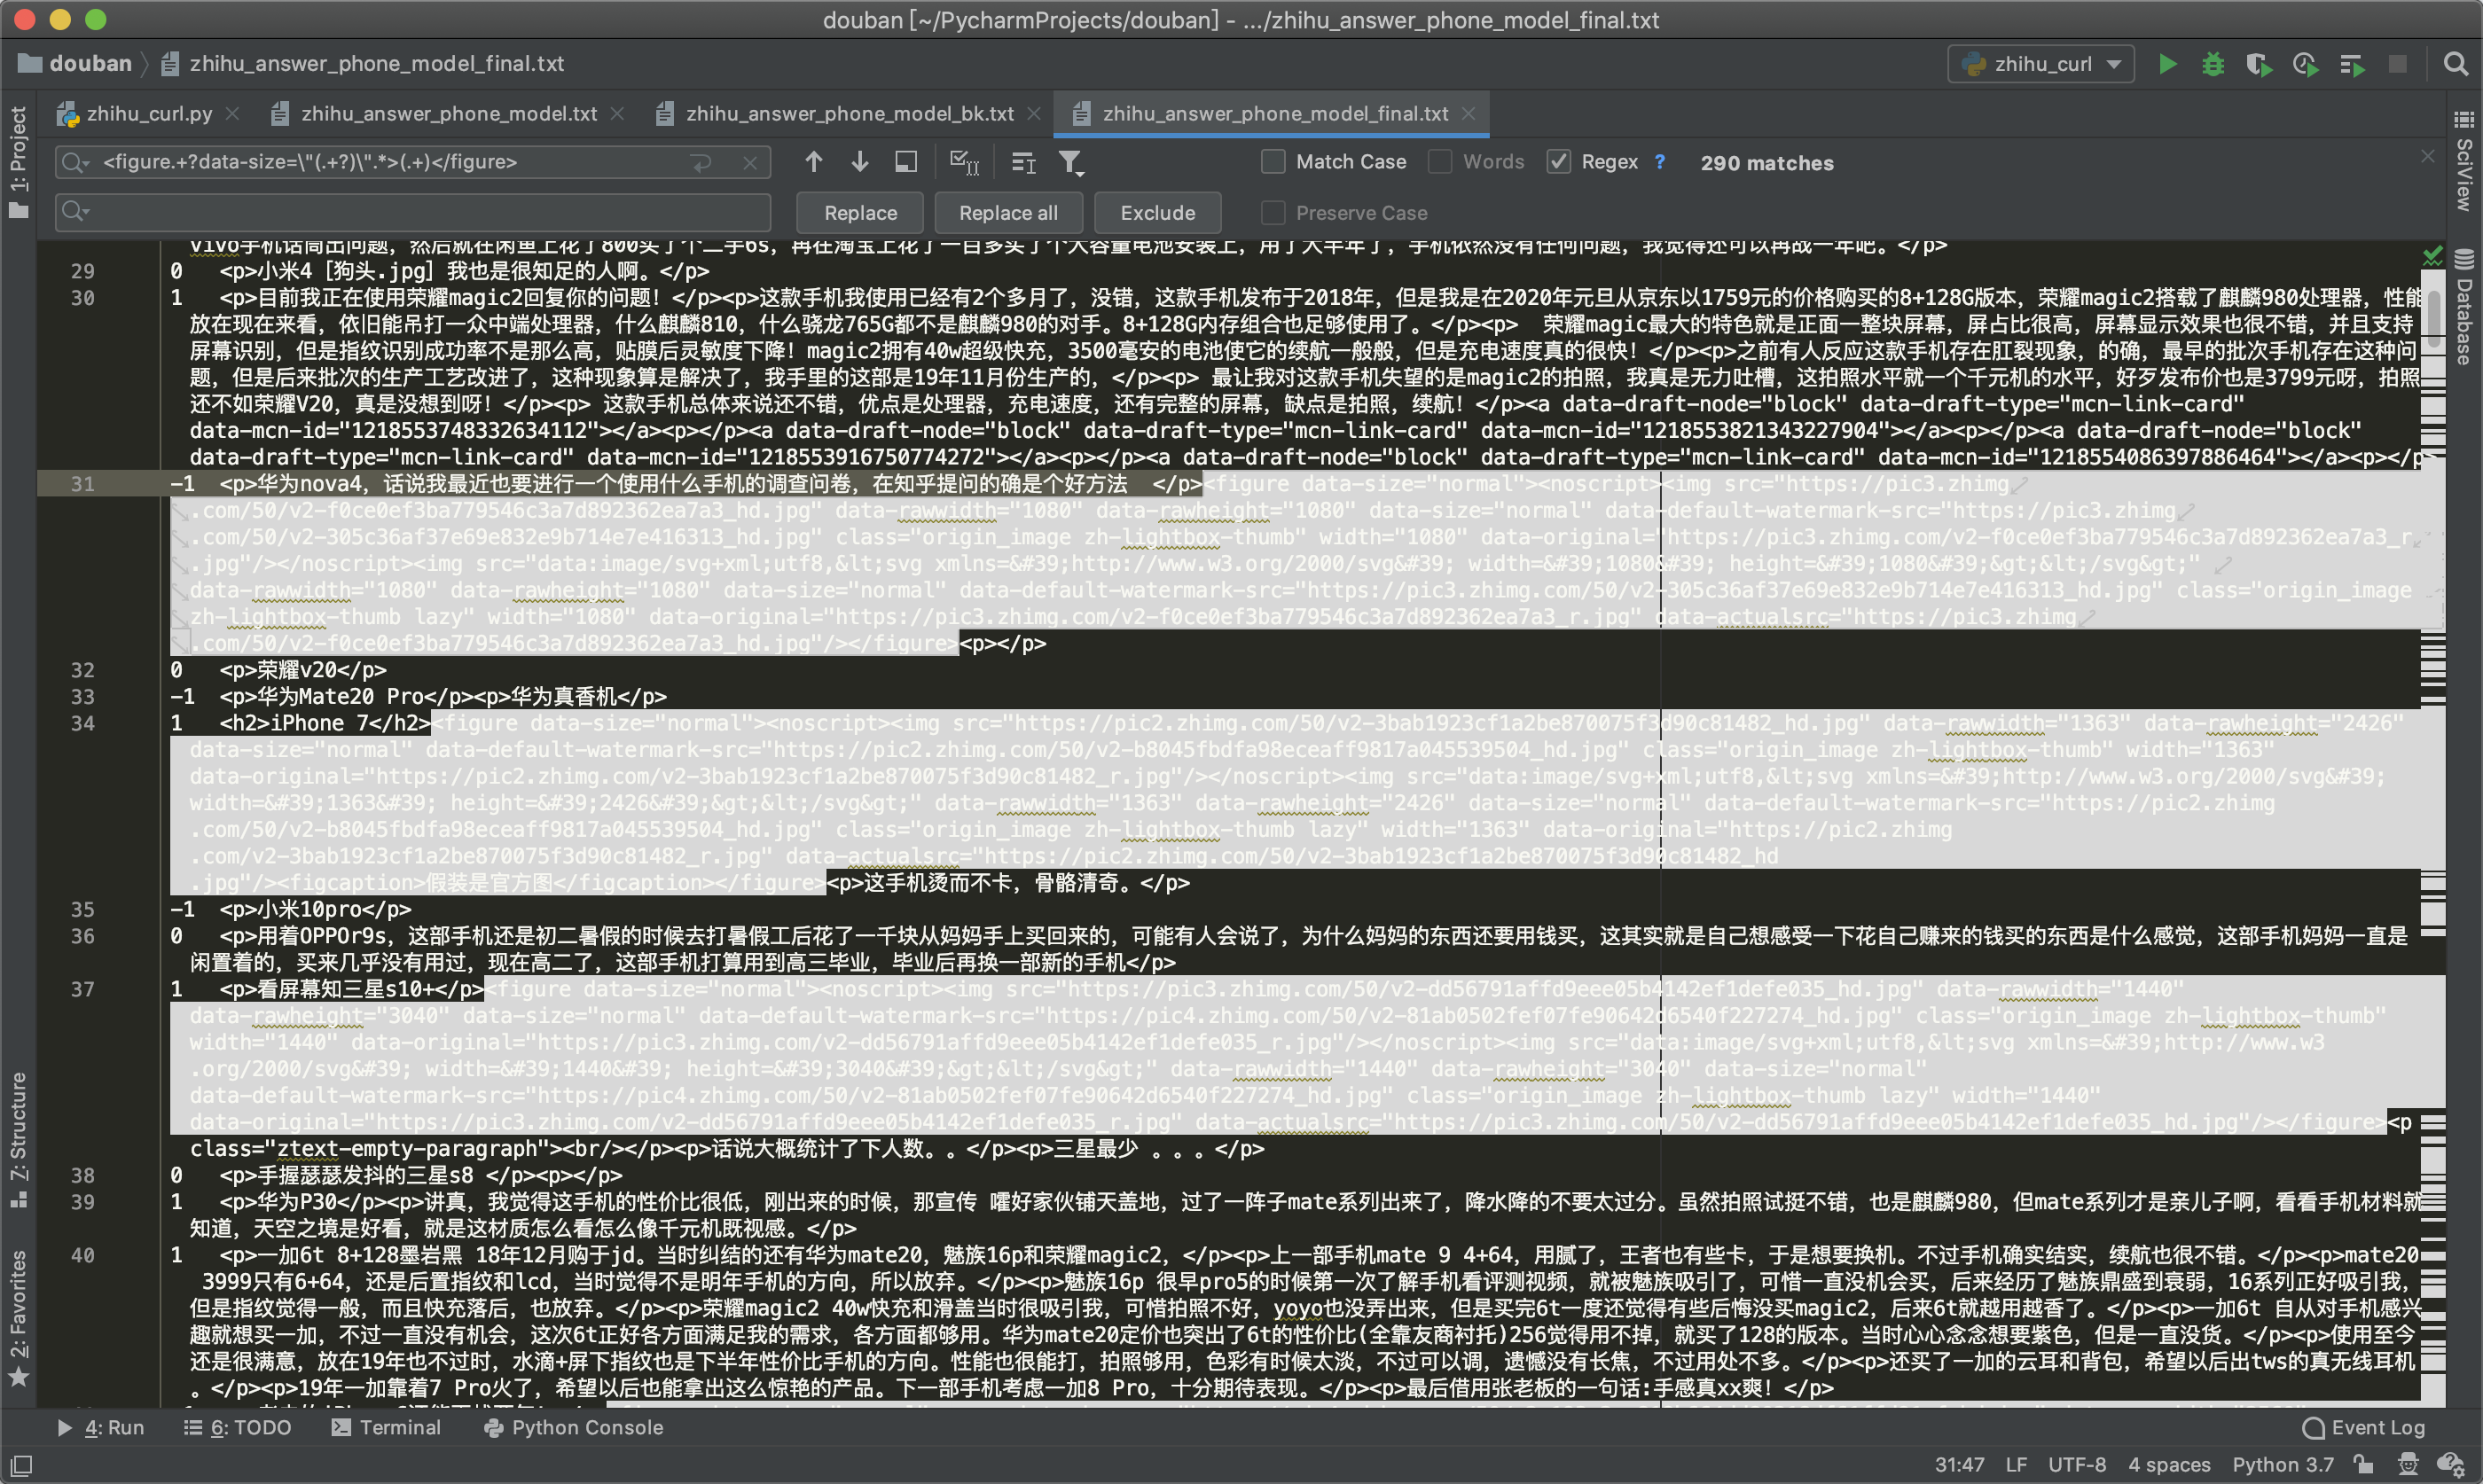 douban [~/PycharmProjects/douban] - .../zhihu_answer_phone_model_final.txt
douban zhihu_answer_phone_model_final.txt zhihu_curl
zhihu_curl.py zhihu_answer_phone_model.txt zhihu_answer_phone_model_bk.txt zhihu_answer_phone_model_final.txt
<figure.+?data-size=\"(.+?)\".*>(.+)</figure> Match Case Words Regex ? 290 matches
Replace Replace all Exclude Preserve Case
1: Project
SciView
Database
vivo手机话筒出问题，然后就在闲鱼上花了800买了个二手6s，再在淘宝上花了一百多买了个大容量电池安装上，用了大半年了，手机依然没有任何问题，我觉得还可以再战一年吧。</p>
29 0 <p>小米4［狗头.jpg］我也是很知足的人啊。</p>
30 1 <p>目前我正在使用荣耀magic2回复你的问题！</p><p>这款手机我使用已经有2个多月了，没错，这款手机发布于2018年，但是我是在2020年元旦从京东以1759元的价格购买的8+128G版本，荣耀magic2搭载了麒麟980处理器，性能
放在现在来看，依旧能吊打一众中端处理器，什么麒麟810，什么骁龙765G都不是麒麟980的对手。8+128G内存组合也足够使用了。</p><p> 荣耀magic最大的特色就是正面一整块屏幕，屏占比很高，屏幕显示效果也很不错，并且支持
屏幕识别，但是指纹识别成功率不是那么高，贴膜后灵敏度下降！magic2拥有40w超级快充，3500毫安的电池使它的续航一般般，但是充电速度真的很快！</p><p>之前有人反应这款手机存在肛裂现象，的确，最早的批次手机存在这种问
题，但是后来批次的生产工艺改进了，这种现象算是解决了，我手里的这部是19年11月份生产的，</p><p> 最让我对这款手机失望的是magic2的拍照，我真是无力吐槽，这拍照水平就一个千元机的水平，好歹发布价也是3799元呀，拍照
还不如荣耀V20，真是没想到呀！</p><p> 这款手机总体来说还不错，优点是处理器，充电速度，还有完整的屏幕，缺点是拍照，续航！</p><a data-draft-node="block" data-draft-type="mcn-link-card"
data-mcn-id="1218553748332634112"></a><p></p><a data-draft-node="block" data-draft-type="mcn-link-card" data-mcn-id="1218553821343227904"></a><p></p><a data-draft-node="block"
data-draft-type="mcn-link-card" data-mcn-id="1218553916750774272"></a><p></p><a data-draft-node="block" data-draft-type="mcn-link-card" data-mcn-id="1218554086397886464"></a><p></p>
31 -1 <p>华为nova4，话说我最近也要进行一个使用什么手机的调查问卷，在知乎提问的确是个好方法 </p><figure data-size="normal"><noscript><img src="https://pic3.zhimg
.com/50/v2-f0ce0ef3ba779546c3a7d892362ea7a3_hd.jpg" data-rawwidth="1080" data-rawheight="1080" data-size="normal" data-default-watermark-src="https://pic3.zhimg
.com/50/v2-305c36af37e69e832e9b714e7e416313_hd.jpg" class="origin_image zh-lightbox-thumb" width="1080" data-original="https://pic3.zhimg.com/v2-f0ce0ef3ba779546c3a7d892362ea7a3_r
.jpg"/></noscript><img src="data:image/svg+xml;utf8,&lt;svg xmlns=&#39;http://www.w3.org/2000/svg&#39; width=&#39;1080&#39; height=&#39;1080&#39;&gt;&lt;/svg&gt;"
data-rawwidth="1080" data-rawheight="1080" data-size="normal" data-default-watermark-src="https://pic3.zhimg.com/50/v2-305c36af37e69e832e9b714e7e416313_hd.jpg" class="origin_image
zh-lightbox-thumb lazy" width="1080" data-original="https://pic3.zhimg.com/v2-f0ce0ef3ba779546c3a7d892362ea7a3_r.jpg" data-actualsrc="https://pic3.zhimg
.com/50/v2-f0ce0ef3ba779546c3a7d892362ea7a3_hd.jpg"/></figure><p></p>
32 0 <p>荣耀v20</p>
33 -1 <p>华为Mate20 Pro</p><p>华为真香机</p>
34 1 <h2>iPhone 7</h2><figure data-size="normal"><noscript><img src="https://pic2.zhimg.com/50/v2-3bab1923cf1a2be870075f3d90c81482_hd.jpg" data-rawwidth="1363" data-rawheight="2426"
data-size="normal" data-default-watermark-src="https://pic2.zhimg.com/50/v2-b8045fbdfa98eceaff9817a045539504_hd.jpg" class="origin_image zh-lightbox-thumb" width="1363"
data-original="https://pic2.zhimg.com/v2-3bab1923cf1a2be870075f3d90c81482_r.jpg"/></noscript><img src="data:image/svg+xml;utf8,&lt;svg xmlns=&#39;http://www.w3.org/2000/svg&#39;
width=&#39;1363&#39; height=&#39;2426&#39;&gt;&lt;/svg&gt;" data-rawwidth="1363" data-rawheight="2426" data-size="normal" data-default-watermark-src="https://pic2.zhimg
.com/50/v2-b8045fbdfa98eceaff9817a045539504_hd.jpg" class="origin_image zh-lightbox-thumb lazy" width="1363" data-original="https://pic2.zhimg
.com/v2-3bab1923cf1a2be870075f3d90c81482_r.jpg" data-actualsrc="https://pic2.zhimg.com/50/v2-3bab1923cf1a2be870075f3d90c81482_hd
.jpg"/><figcaption>假装是官方图</figcaption></figure><p>这手机烫而不卡，骨骼清奇。</p>
35 -1 <p>小米10pro</p>
36 0 <p>用着OPPOr9s，这部手机还是初二暑假的时候去打暑假工后花了一千块从妈妈手上买回来的，可能有人会说了，为什么妈妈的东西还要用钱买，这其实就是自己想感受一下花自己赚来的钱买的东西是什么感觉，这部手机妈妈一直是
闲置着的，买来几乎没有用过，现在高二了，这部手机打算用到高三毕业，毕业后再换一部新的手机</p>
37 1 <p>看屏幕知三星s10+</p><figure data-size="normal"><noscript><img src="https://pic3.zhimg.com/50/v2-dd56791affd9eee05b4142ef1defe035_hd.jpg" data-rawwidth="1440"
data-rawheight="3040" data-size="normal" data-default-watermark-src="https://pic4.zhimg.com/50/v2-81ab0502fef07fe90642d6540f227274_hd.jpg" class="origin_image zh-lightbox-thumb"
width="1440" data-original="https://pic3.zhimg.com/v2-dd56791affd9eee05b4142ef1defe035_r.jpg"/></noscript><img src="data:image/svg+xml;utf8,&lt;svg xmlns=&#39;http://www.w3
.org/2000/svg&#39; width=&#39;1440&#39; height=&#39;3040&#39;&gt;&lt;/svg&gt;" data-rawwidth="1440" data-rawheight="3040" data-size="normal"
data-default-watermark-src="https://pic4.zhimg.com/50/v2-81ab0502fef07fe90642d6540f227274_hd.jpg" class="origin_image zh-lightbox-thumb lazy" width="1440"
data-original="https://pic3.zhimg.com/v2-dd56791affd9eee05b4142ef1defe035_r.jpg" data-actualsrc="https://pic3.zhimg.com/50/v2-dd56791affd9eee05b4142ef1defe035_hd.jpg"/></figure><p
class="ztext-empty-paragraph"><br/></p><p>话说大概统计了下人数。。</p><p>三星最少 。。。</p>
38 0 <p>手握瑟瑟发抖的三星s8 </p><p></p>
39 1 <p>华为P30</p><p>讲真，我觉得这手机的性价比很低，刚出来的时候，那宣传 嚯好家伙铺天盖地，过了一阵子mate系列出来了，降水降的不要太过分。虽然拍照试挺不错，也是麒麟980，但mate系列才是亲儿子啊，看看手机材料就
知道，天空之境是好看，就是这材质怎么看怎么像千元机既视感。</p>
40 1 <p>一加6t 8+128墨岩黑 18年12月购于jd。当时纠结的还有华为mate20，魅族16p和荣耀magic2，</p><p>上一部手机mate 9 4+64，用腻了，王者也有些卡，于是想要换机。不过手机确实结实，续航也很不错。</p><p>mate20
3999只有6+64，还是后置指纹和lcd，当时觉得不是明年手机的方向，所以放弃。</p><p>魅族16p 很早pro5的时候第一次了解手机看评测视频，就被魅族吸引了，可惜一直没机会买，后来经历了魅族鼎盛到衰弱，16系列正好吸引我，
但是指纹觉得一般，而且快充落后，也放弃。</p><p>荣耀magic2 40w快充和滑盖当时很吸引我，可惜拍照不好，yoyo也没弄出来，但是买完6t一度还觉得有些后悔没买magic2，后来6t就越用越香了。</p><p>一加6t 自从对手机感兴
趣就想买一加，不过一直没有机会，这次6t正好各方面满足我的需求，各方面都够用。华为mate20定价也突出了6t的性价比(全靠友商衬托)256觉得用不掉，就买了128的版本。当时心心念念想要紫色，但是一直没货。</p><p>使用至今
还是很满意，放在19年也不过时，水滴+屏下指纹也是下半年性价比手机的方向。性能也很能打，拍照够用，色彩有时候太淡，不过可以调，遗憾没有长焦，不过用处不多。</p><p>还买了一加的云耳和背包，希望以后出tws的真无线耳机
。</p><p>19年一加靠着7 Pro火了，希望以后也能拿出这么惊艳的产品。下一部手机考虑一加8 Pro，十分期待表现。</p><p>最后借用张老板的一句话:手感真xx爽！</p>
Z: Structure
2: Favorites
4: Run 6: TODO Terminal Python Console Event Log
31:47 LF UTF-8 4 spaces Python 3.7